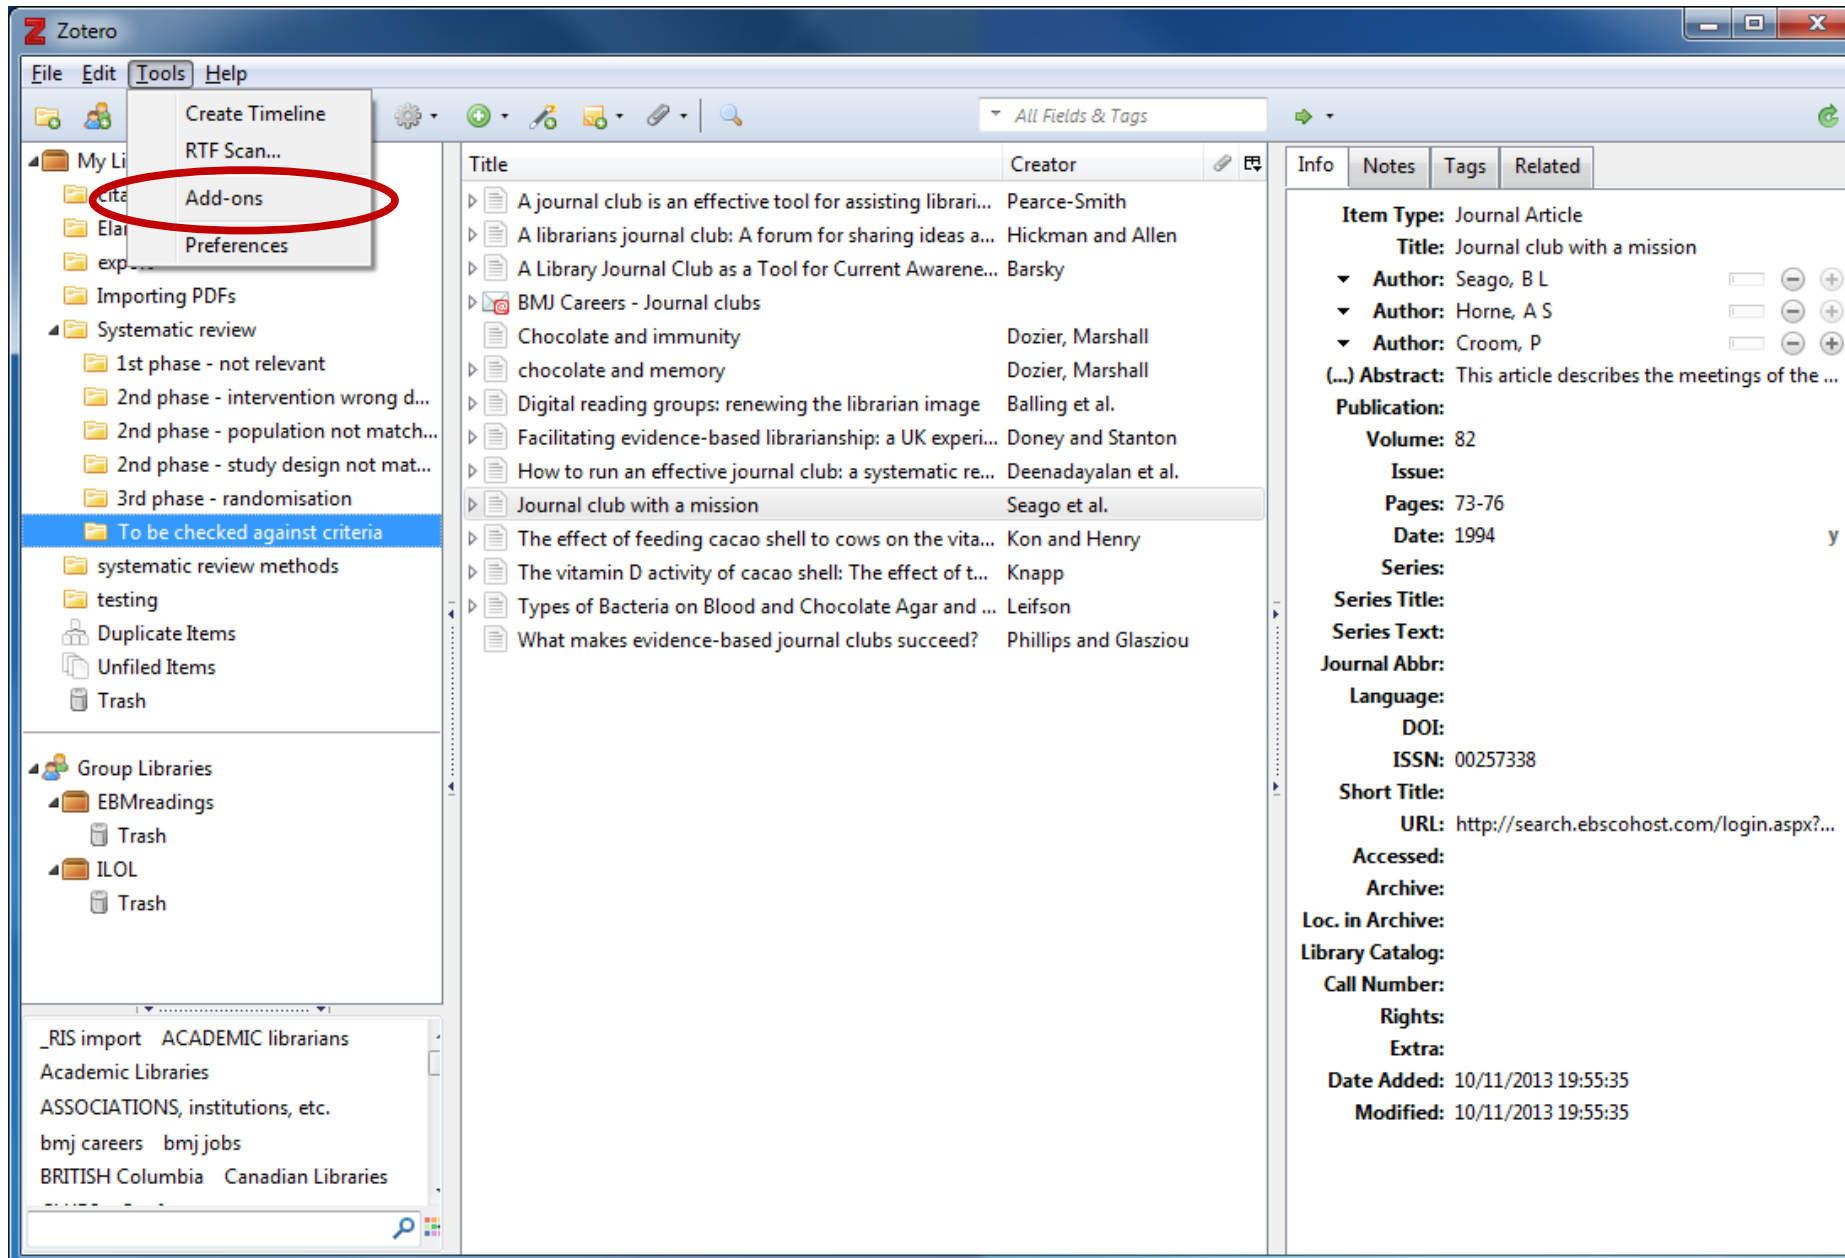 Zotero
File Edit Tools Help
Create Timeline
RTF Scan...
Add-ons
Preferences
All Fields & Tags
My Li
Importing PDFs
Systematic review
1st phase - not relevant
2nd phase - intervention wrong d...
2nd phase - population not match...
2nd phase - study design not mat...
3rd phase - randomisation
To be checked against criteria
systematic review methods
testing
Duplicate Items
Unfiled Items
Trash
Group Libraries
EBMreadings
Trash
ILOL
Trash
_RIS import ACADEMIC librarians
Academic Libraries
ASSOCIATIONS, institutions, etc.
bmj careers bmj jobs
BRITISH Columbia Canadian Libraries
Title Creator
A journal club is an effective tool for assisting librari... Pearce-Smith
A librarians journal club: A forum for sharing ideas a... Hickman and Allen
A Library Journal Club as a Tool for Current Awarene... Barsky
BMJ Careers - Journal clubs
Chocolate and immunity Dozier, Marshall
chocolate and memory Dozier, Marshall
Digital reading groups: renewing the librarian image Balling et al.
Facilitating evidence-based librarianship: a UK experi... Doney and Stanton
How to run an effective journal club: a systematic re... Deenadayalan et al.
Journal club with a mission Seago et al.
The effect of feeding cacao shell to cows on the vita... Kon and Henry
The vitamin D activity of cacao shell: The effect of t... Knapp
Types of Bacteria on Blood and Chocolate Agar and ... Leifson
What makes evidence-based journal clubs succeed? Phillips and Glasziou
Info Notes Tags Related
Item Type: Journal Article
Title: Journal club with a mission
Author: Seago, B L
Author: Horne, A S
Author: Croom, P
(...) Abstract: This article describes the meetings of the ...
Publication:
Volume: 82
Issue:
Pages: 73-76
Date: 1994 y
Series:
Series Title:
Series Text:
Journal Abbr:
Language:
DOI:
ISSN: 00257338
Short Title:
URL: http://search.ebscohost.com/login.aspx?...
Accessed:
Archive:
Loc. in Archive:
Library Catalog:
Call Number:
Rights:
Extra:
Date Added: 10/11/2013 19:55:35
Modified: 10/11/2013 19:55:35